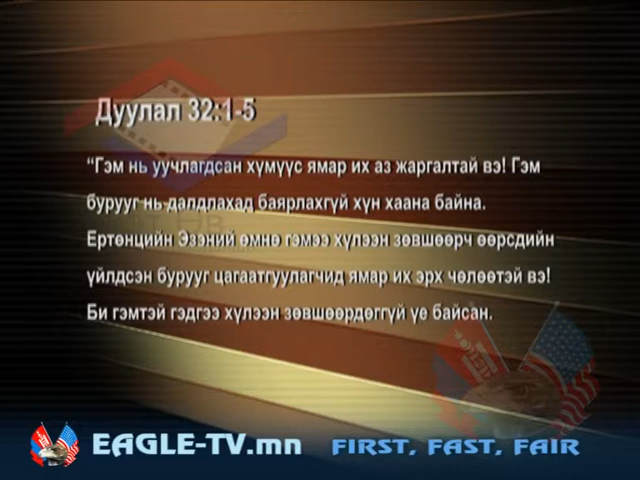 Дуулал 32:1-5
“Гэм нь уучлагдсан хүмүүс ямар их аз жаргалтай вэ! Гэм
бурууг нь далдлахад баярлахгүй хүн хаана байна.
Ертөнцийн Эзэний өмнө гэмээ хүлээн зөвшөөрч өөрсдийн
үйлдсэн бурууг цагаатгуулагчид ямар их эрх чөлөөтэй вэ!
Би гэмтэй гэдгээ хүлээн зөвшөөрдөггүй үе байсан.
EAGLE-TV.mn FIRST, FAST, FAIR